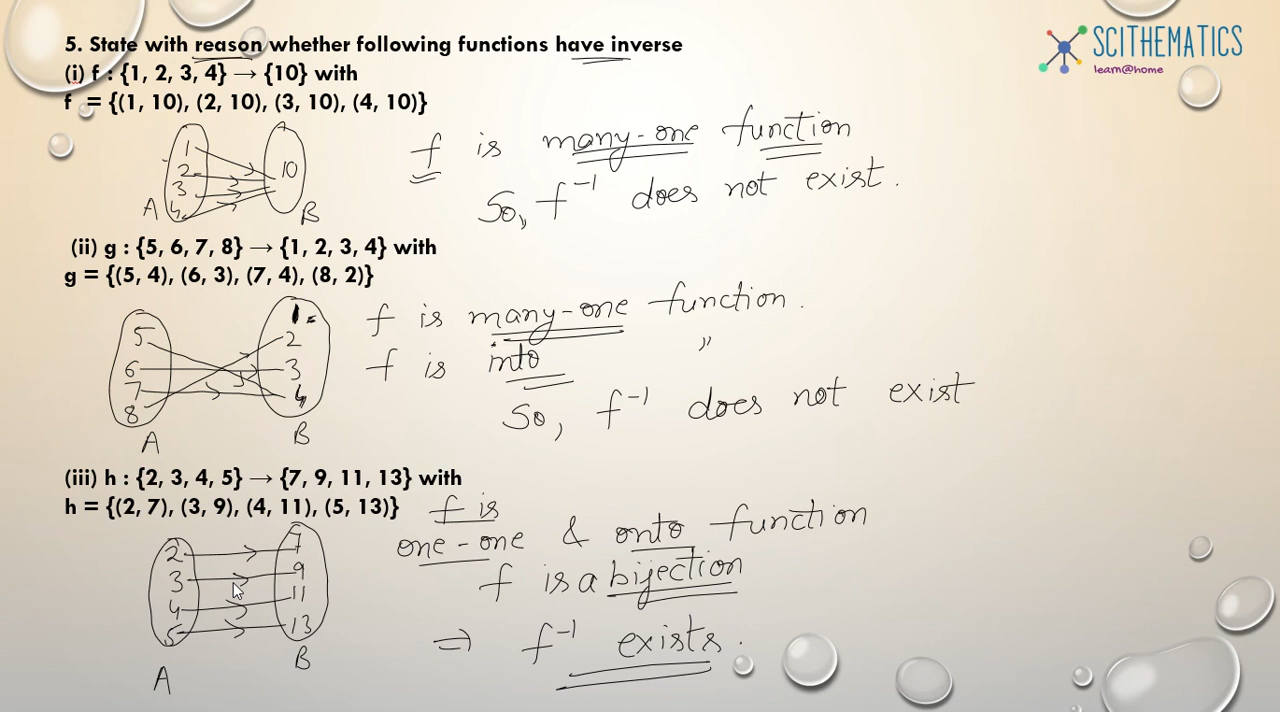 5. State with reason whether following functions have inverse
SCITHEMATICS
learn@home
(i) f : {1, 2, 3, 4} → {10} with
f = {(1, 10), (2, 10), (3, 10), (4, 10)}
1
2
3
4
A
10
B
f is many-one function
So, f⁻¹ does not exist.
(ii) g : {5, 6, 7, 8} → {1, 2, 3, 4} with
g = {(5, 4), (6, 3), (7, 4), (8, 2)}
5
6
7
8
A
1
2
3
4
B
f is many-one function.
f is into "
So, f⁻¹ does not exist
(iii) h : {2, 3, 4, 5} → {7, 9, 11, 13} with
h = {(2, 7), (3, 9), (4, 11), (5, 13)}
2
3
4
5
A
7
9
11
13
B
f is
one-one & onto function
f is a bijection
⇒ f⁻¹ exists.